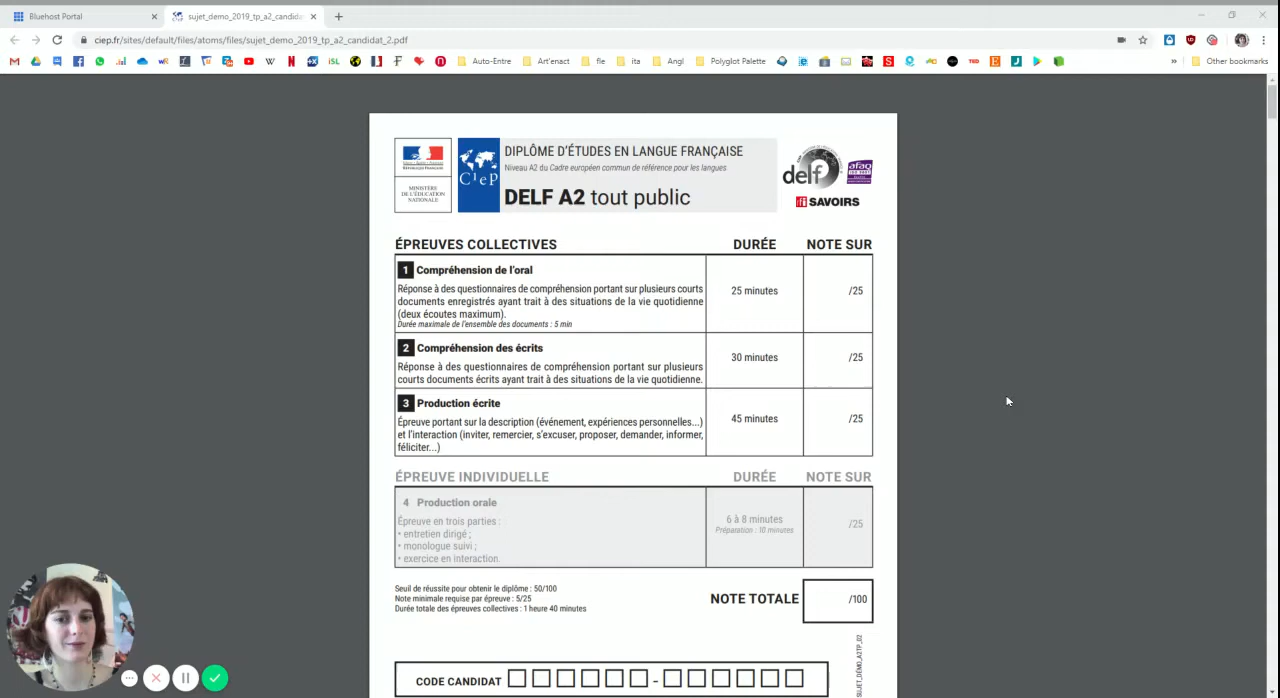 Bluehost Portal
sujet_demo_2019_tp_a2_candida
ciep.fr/sites/default/files/atoms/files/sujet_demo_2019_tp_a2_candidat_2.pdf
Auto-Entre Art'enact fle ita Angl Polyglot Palette Other bookmarks
RÉPUBLIQUE FRANÇAISE
MINISTÈRE
DE L'ÉDUCATION
NATIONALE
CIEP
DIPLÔME D'ÉTUDES EN LANGUE FRANÇAISE
Niveau A2 du Cadre européen commun de référence pour les langues
DELF A2 tout public
delf
afaq
rfi SAVOIRS
ÉPREUVES COLLECTIVES DURÉE NOTE SUR
1 Compréhension de l'oral
Réponse à des questionnaires de compréhension portant sur plusieurs courts
documents enregistrés ayant trait à des situations de la vie quotidienne
(deux écoutes maximum).
Durée maximale de l'ensemble des documents : 5 min
25 minutes /25
2 Compréhension des écrits
Réponse à des questionnaires de compréhension portant sur plusieurs
courts documents écrits ayant trait à des situations de la vie quotidienne.
30 minutes /25
3 Production écrite
Épreuve portant sur la description (événement, expériences personnelles...)
et l'interaction (inviter, remercier, s'excuser, proposer, demander, informer,
féliciter...)
45 minutes /25
ÉPREUVE INDIVIDUELLE DURÉE NOTE SUR
4 Production orale
Épreuve en trois parties :
• entretien dirigé ;
• monologue suivi ;
• exercice en interaction.
6 à 8 minutes
Préparation : 10 minutes
/25
Seuil de réussite pour obtenir le diplôme : 50/100
Note minimale requise par épreuve : 5/25
Durée totale des épreuves collectives : 1 heure 40 minutes
NOTE TOTALE /100
SUJET_DÉMO_A2TP_02
CODE CANDIDAT -